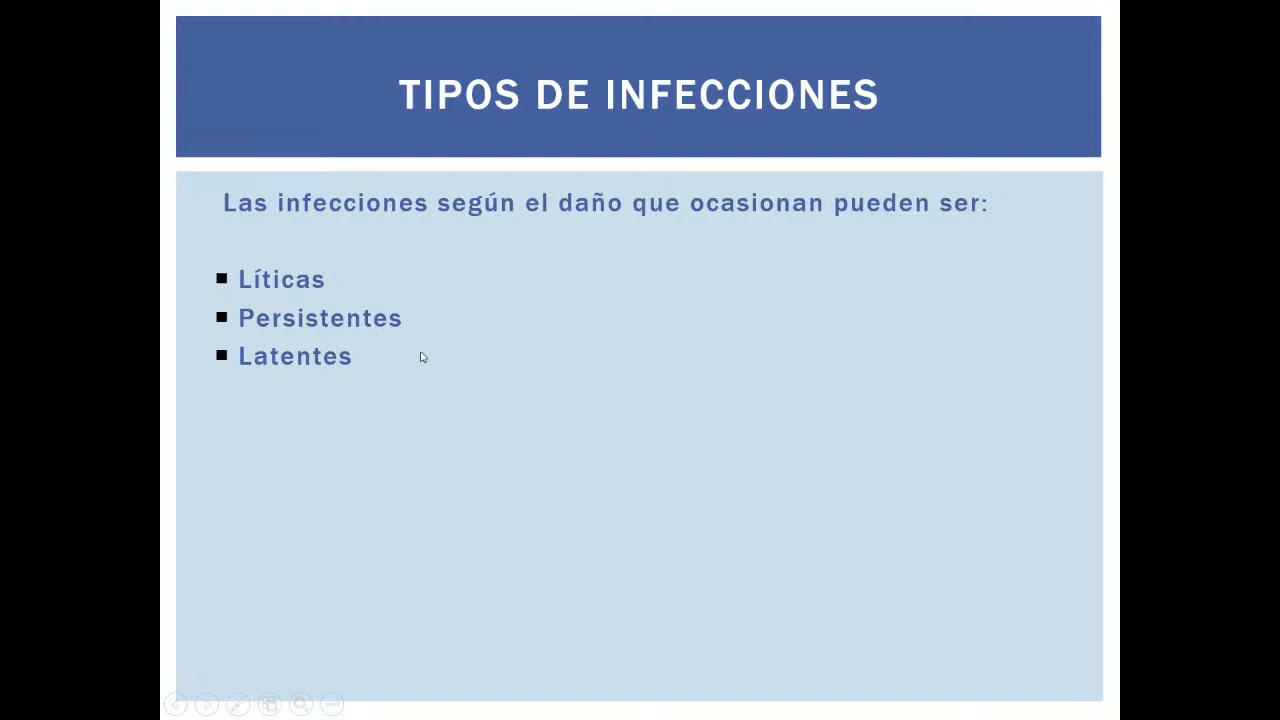 TIPOS DE INFECCIONES
Las infecciones según el daño que ocasionan pueden ser:
Líticas
Persistentes
Latentes